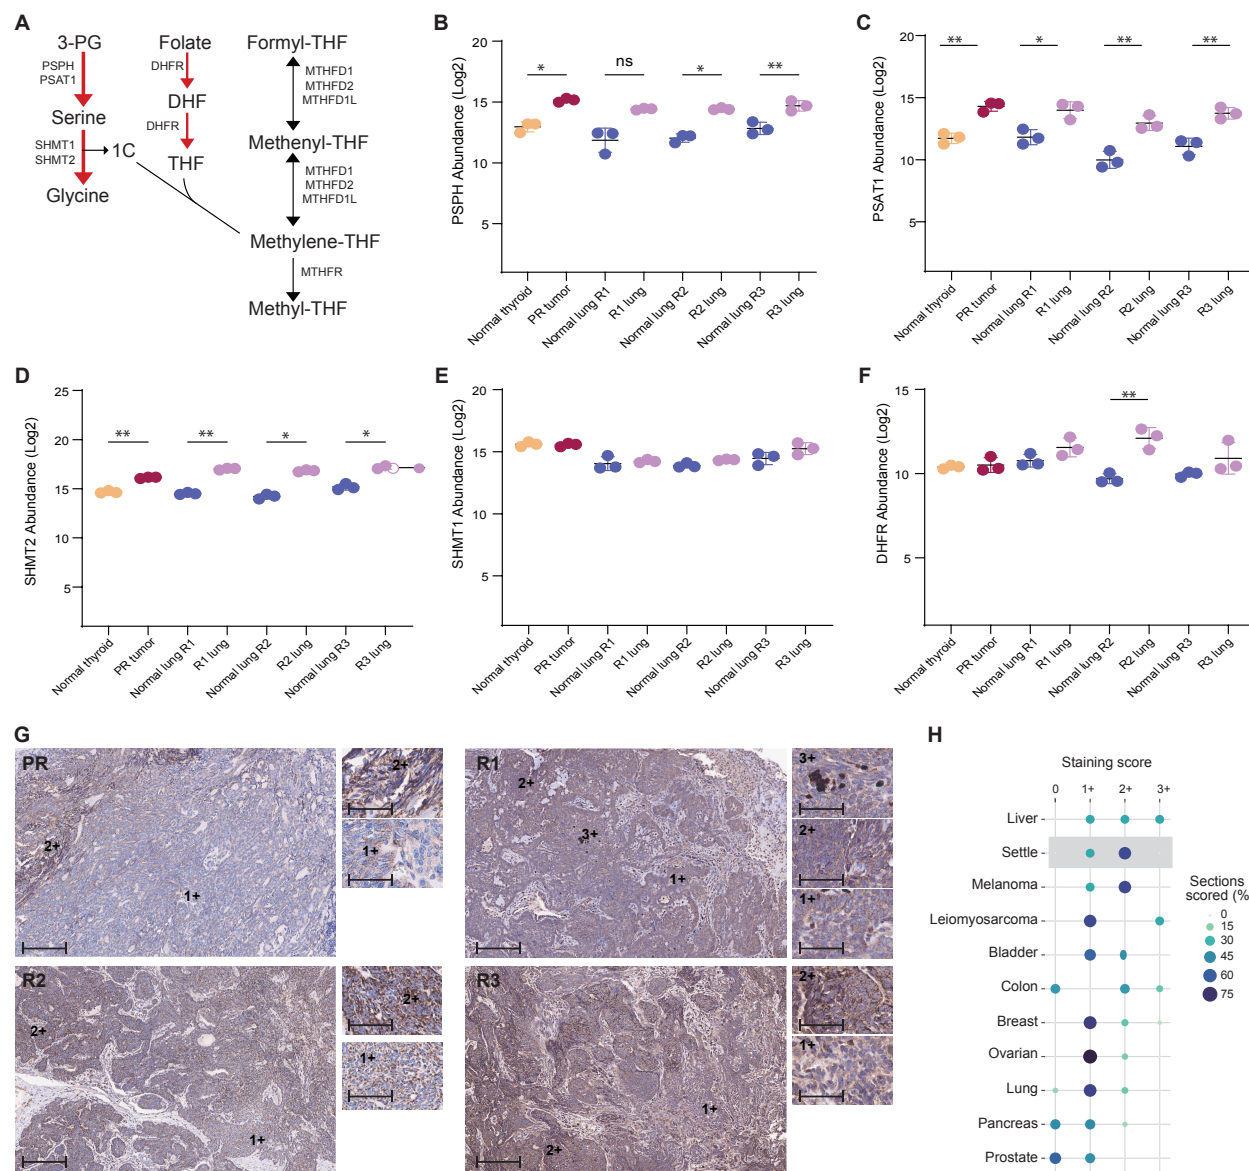 A
3-PG
Folate
Formyl-THF
PSPH
PSAT1
DHFR
MTHFD1
MTHFD2
MTHFD1L
DHF
Serine
DHFR
Methenyl-THF
SHMT1
SHMT2
1C
THF
MTHFD1
MTHFD2
MTHFD1L
Glycine
Methylene-THF
MTHFR
Methyl-THF
B
PSPH Abundance (Log2)
20
15
10
5
*
ns
*
**
Normal thyroid
PR tumor
Normal lung R1
R1 lung
Normal lung R2
R2 lung
Normal lung R3
R3 lung
C
PSAT1 Abundance (Log2)
20
15
10
5
**
*
**
**
Normal thyroid
PR tumor
Normal lung R1
R1 lung
Normal lung R2
R2 lung
Normal lung R3
R3 lung
D
SHMT2 Abundance (Log2)
25
20
15
10
5
**
**
*
*
Normal thyroid
PR tumor
Normal lung R1
R1 lung
Normal lung R2
R2 lung
Normal lung R3
R3 lung
E
SHMT1 Abundance (Log2)
20
15
10
5
Normal thyroid
PR tumor
Normal lung R1
R1 lung
Normal lung R2
R2 lung
Normal lung R3
R3 lung
F
DHFR Abundance (Log2)
15
10
5
**
Normal thyroid
PR tumor
Normal lung R1
R1 lung
Normal lung R2
R2 lung
Normal lung R3
R3 lung
G
PR
2+
1+
2+
1+
R1
2+
3+
1+
3+
2+
1+
R2
2+
1+
2+
1+
R3
1+
2+
2+
1+
H
Staining score
0 1+ 2+ 3+
Liver
Settle
Melanoma
Leiomyosarcoma
Bladder
Colon
Breast
Ovarian
Lung
Pancreas
Prostate
Sections
scored (%
0
15
30
45
60
75